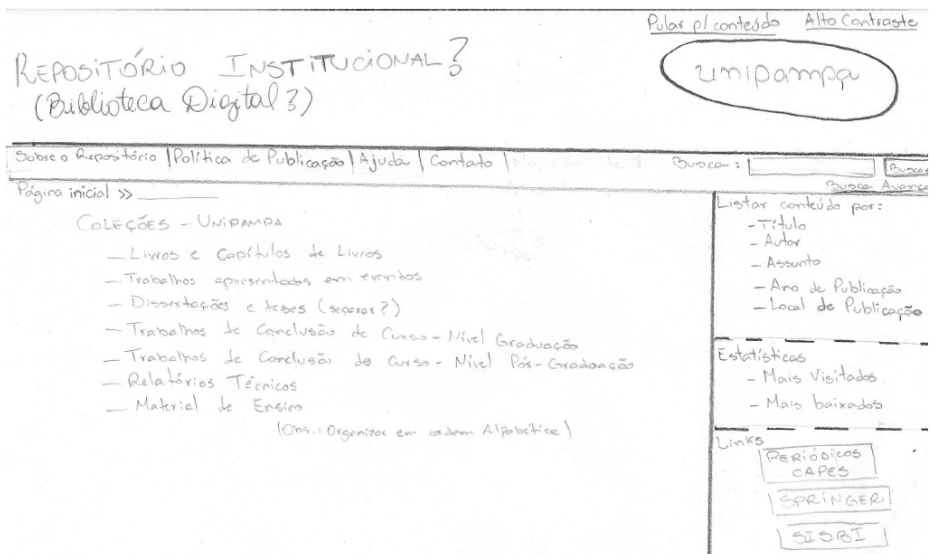 Pular p/ conteúdo Alto Contraste
REPOSITÓRIO INSTITUCIONAL?
(Biblioteca Digital?)
unipampa
Sobre o Repositório | Política de Publicação | Ajuda | Contato |
Busca: Buscar
Busca Avança
Página inicial >>
COLEÇÕES - UNIPAMPA
- Livros e Capítulos de Livros
- Trabalhos apresentados em eventos
- Dissertações e teses (separar?)
- Trabalhos de Conclusão de Curso - Nível Graduação
- Trabalhos de Conclusão de Curso - Nível Pós-Graduação
- Relatórios Técnicos
- Material de Ensino
(Obs.: Organizar em ordem Alfabética)
Listar conteúdo por:
- Título
- Autor
- Assunto
- Ano de Publicação
- Local de Publicação
Estatísticas
- Mais Visitados
- Mais baixados
Links
PERIÓDICOS
CAPES
SPRINGER
SISBI